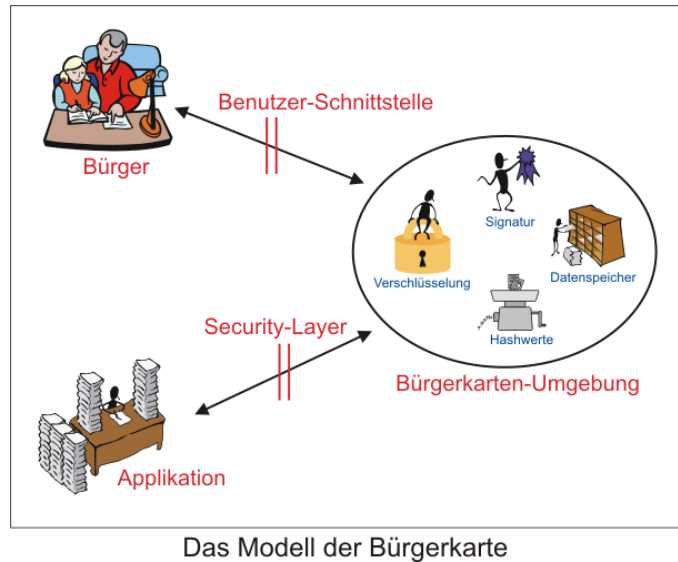 Benutzer-Schnittstelle
Bürger
Signatur
Verschlüsselung
Datenspeicher
Hashwerte
Security-Layer
Bürgerkarten-Umgebung
Applikation
Das Modell der Bürgerkarte